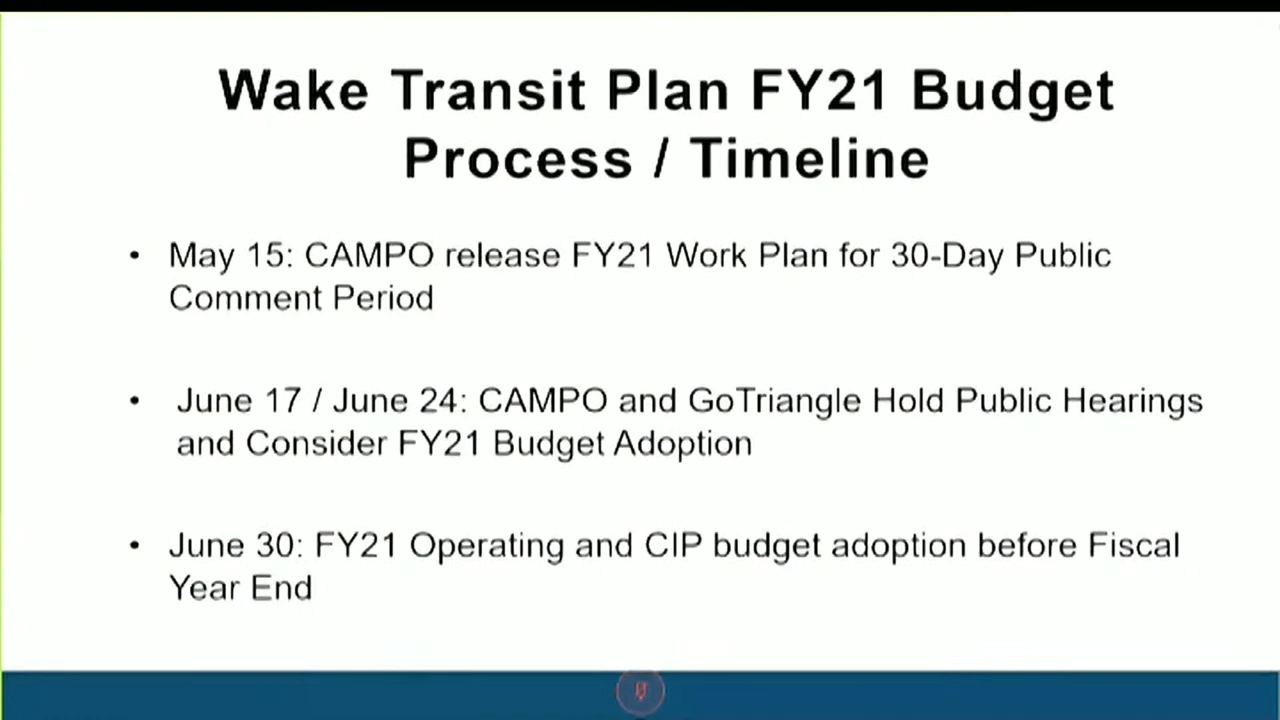 Wake Transit Plan FY21 Budget
Process / Timeline
• May 15: CAMPO release FY21 Work Plan for 30-Day Public
Comment Period
• June 17 / June 24: CAMPO and GoTriangle Hold Public Hearings
and Consider FY21 Budget Adoption
• June 30: FY21 Operating and CIP budget adoption before Fiscal
Year End